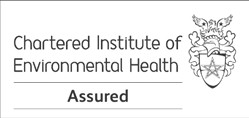 Chartered Institute of
Environmental Health
Assured